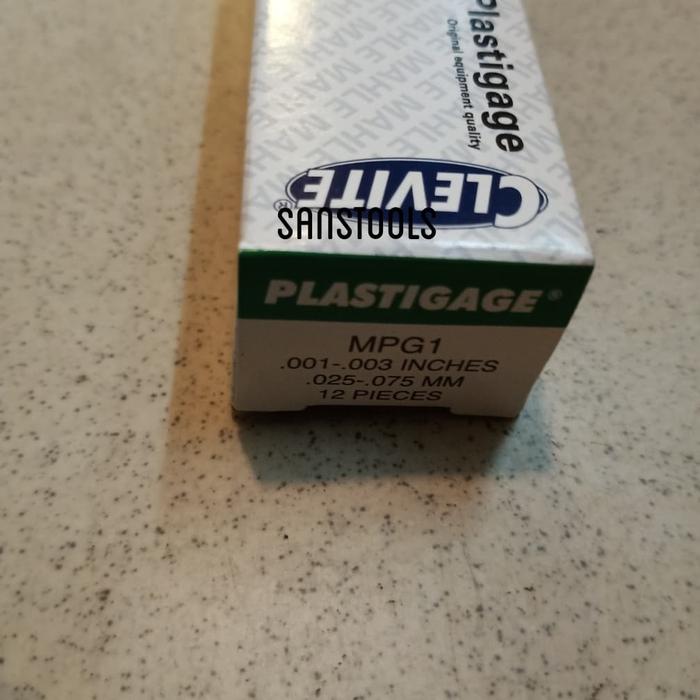 Plastigage
Original equipment quality
CLEVITE®
SANSTOOLS
PLASTIGAGE®
MPG1
.001-.003 INCHES
.025-.075 MM
12 PIECES